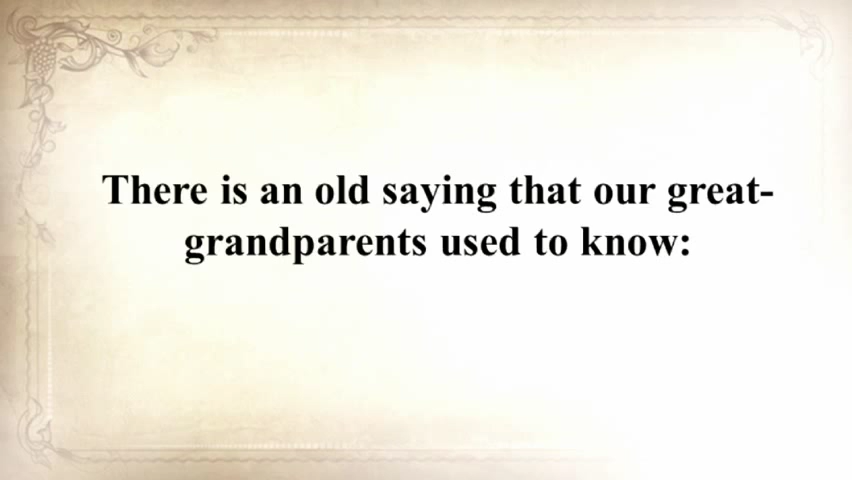 There is an old saying that our great-
grandparents used to know: